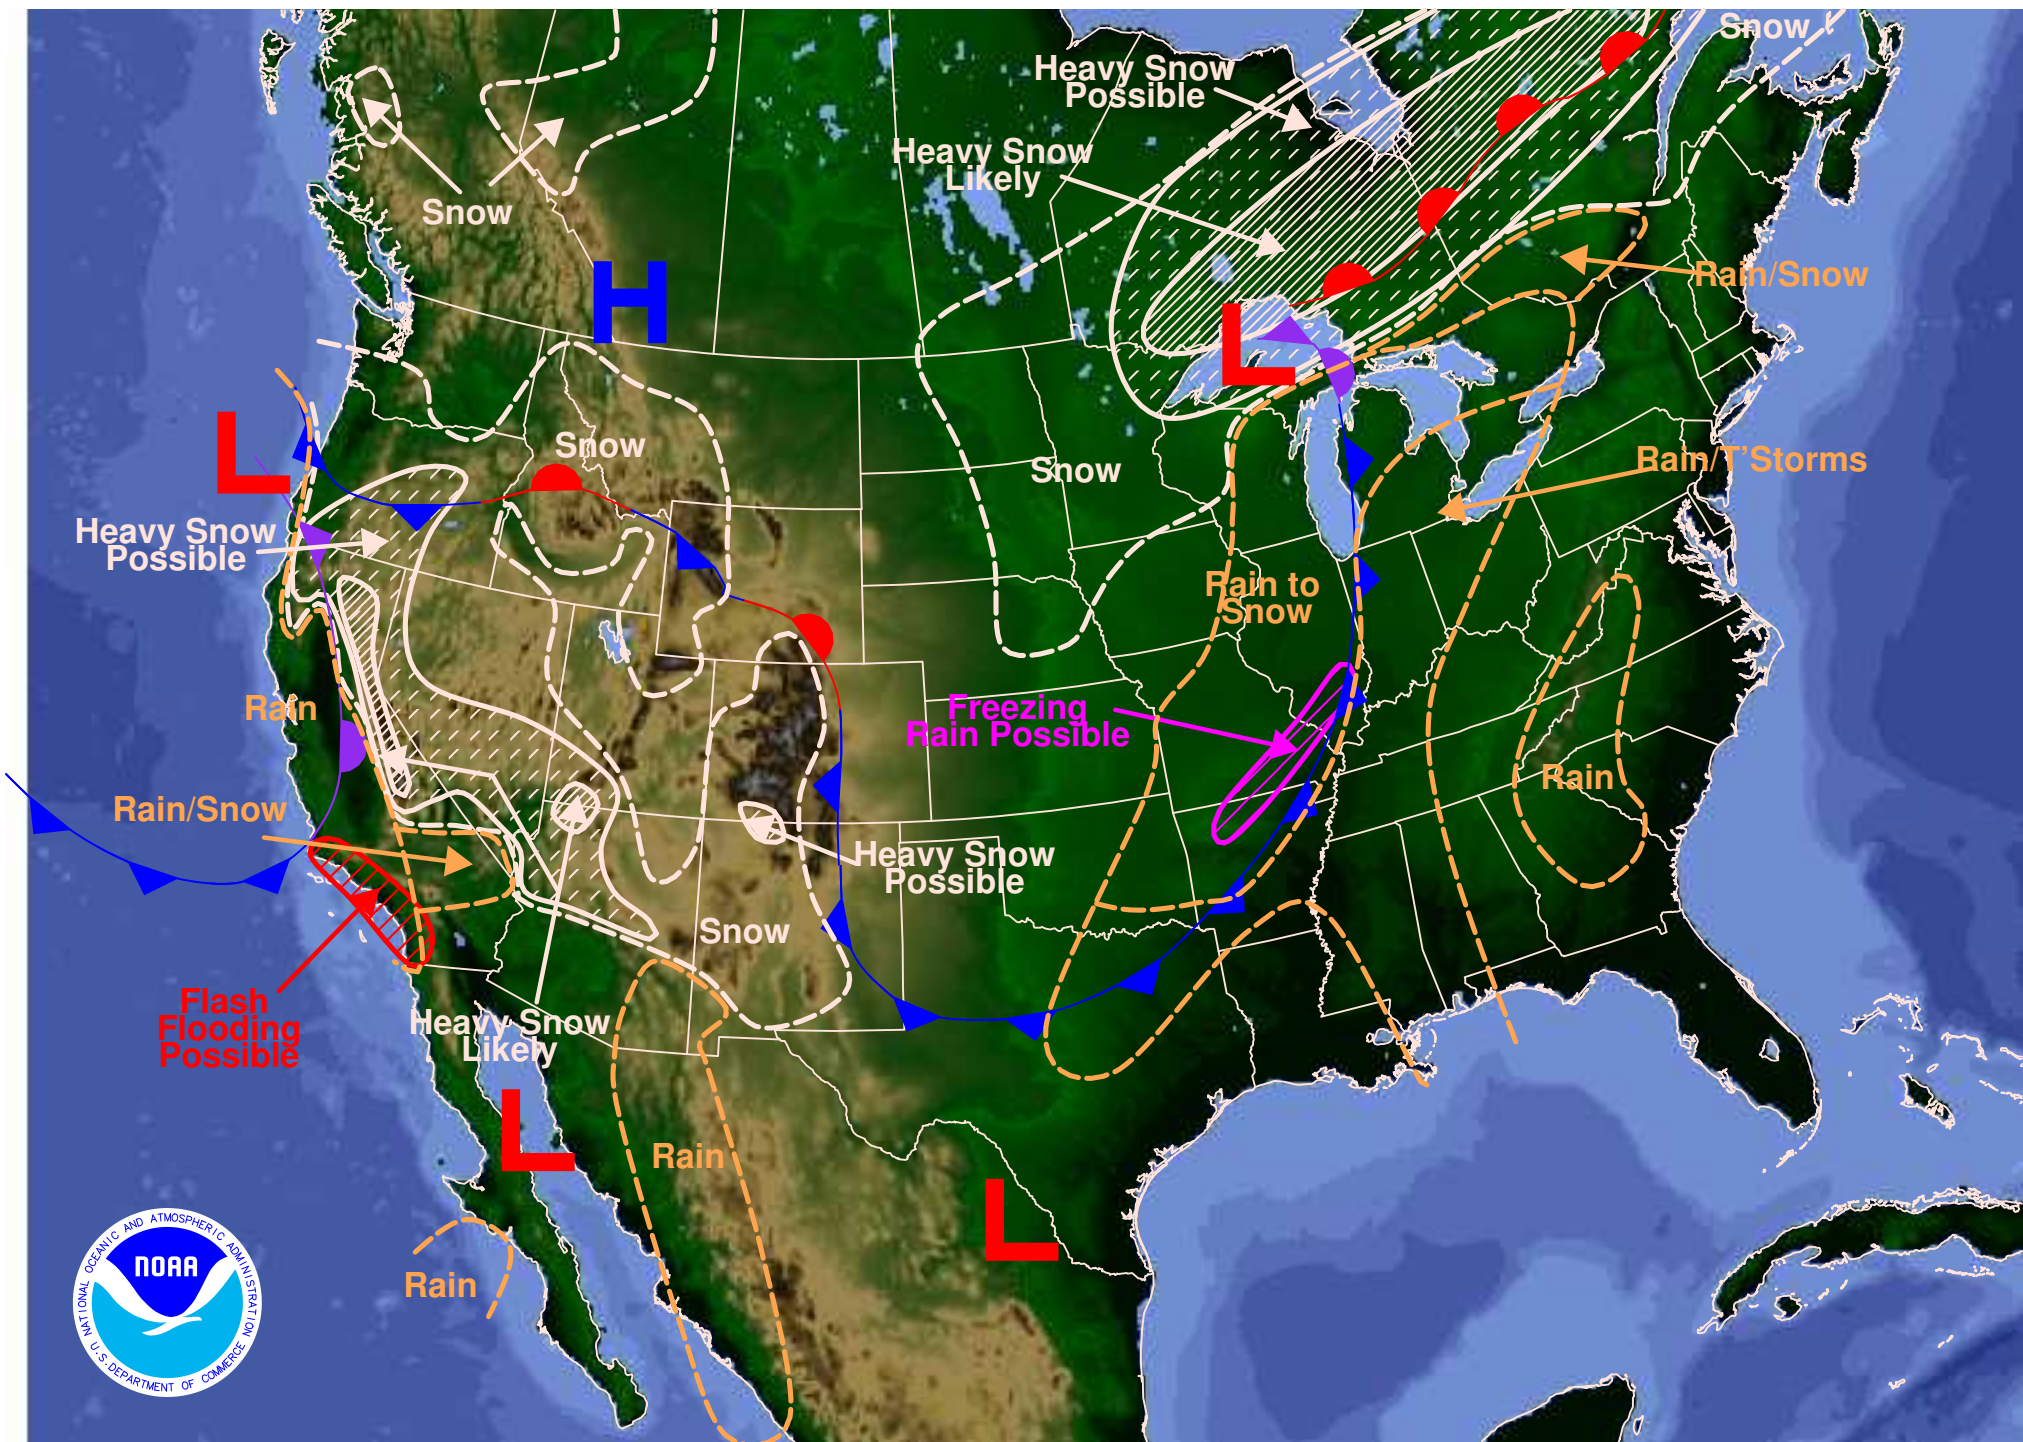 Snow
Heavy Snow
Possible
Heavy Snow
Likely
Snow
H
Rain/Snow
L
L
Snow
Snow
Rain/T'Storms
Heavy Snow
Possible
Rain to
Snow
Rain
Freezing
Rain Possible
Rain
Rain/Snow
Heavy Snow
Possible
Snow
Flash
Flooding
Possible
Heavy Snow
Likely
L
Rain
L
Rain
NATIONAL OCEANIC AND ATMOSPHERIC ADMINISTRATION
NOAA
U.S. DEPARTMENT OF COMMERCE